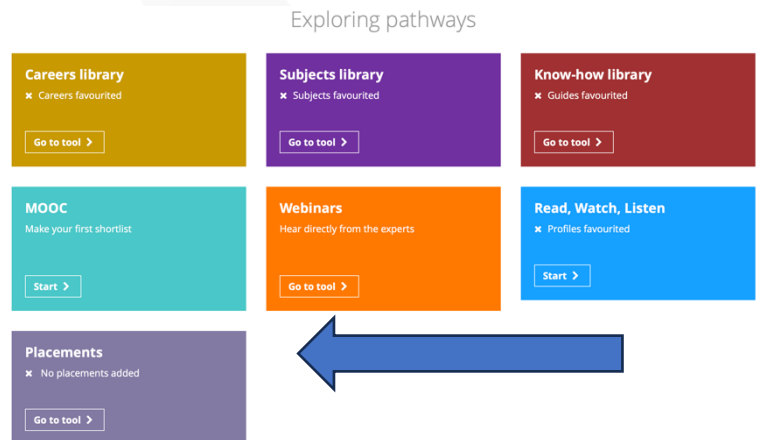 Exploring pathways
Careers library
✖ Careers favourited
Go to tool >
Subjects library
✖ Subjects favourited
Go to tool >
Know-how library
✖ Guides favourited
Go to tool >
MOOC
Make your first shortlist
Start >
Webinars
Hear directly from the experts
Go to tool >
Read, Watch, Listen
✖ Profiles favourited
Start >
Placements
✖ No placements added
Go to tool >